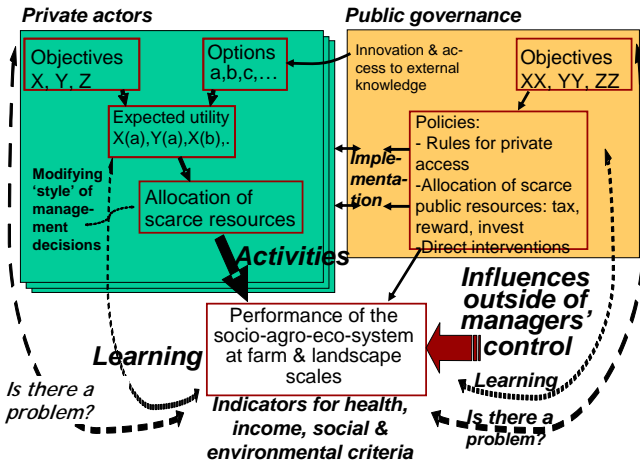 Private actors
Public governance
Objectives
X, Y, Z
Options
a,b,c,…
Innovation & ac-
cess to external
knowledge
Objectives
XX, YY, ZZ
Expected utility
X(a),Y(a),X(b),.
Policies:
- Rules for private
access
-Allocation of scarce
public resources: tax,
reward, invest
-Direct interventions
Imple-
menta-
tion
Modifying
‘style’ of
manage-
ment
decisions
Allocation of
scarce resources
Activities
Influences
outside of
managers’
control
Performance of the
socio-agro-eco-system
at farm & landscape
scales
Learning
Learning
Is there a
problem?
Is there a
problem?
Indicators for health,
income, social &
environmental criteria